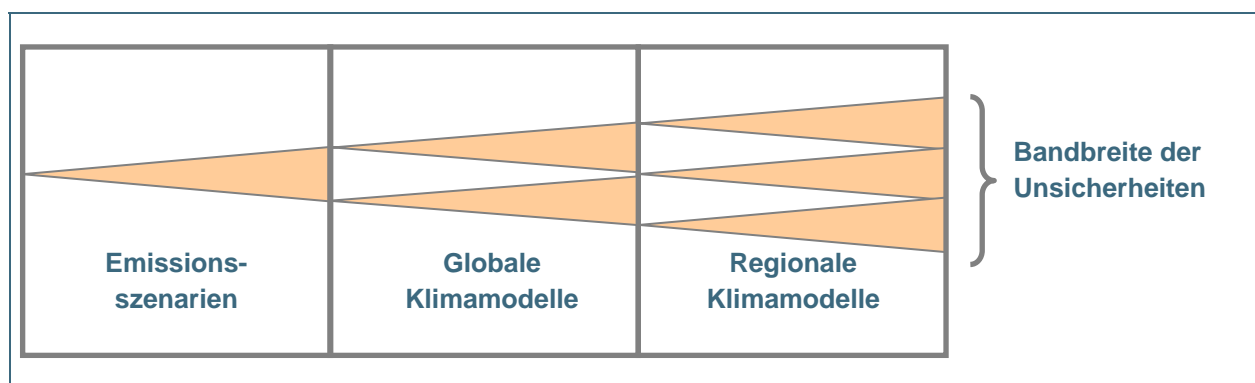 Emissions-
szenarien
Globale
Klimamodelle
Regionale
Klimamodelle
Bandbreite der
Unsicherheiten